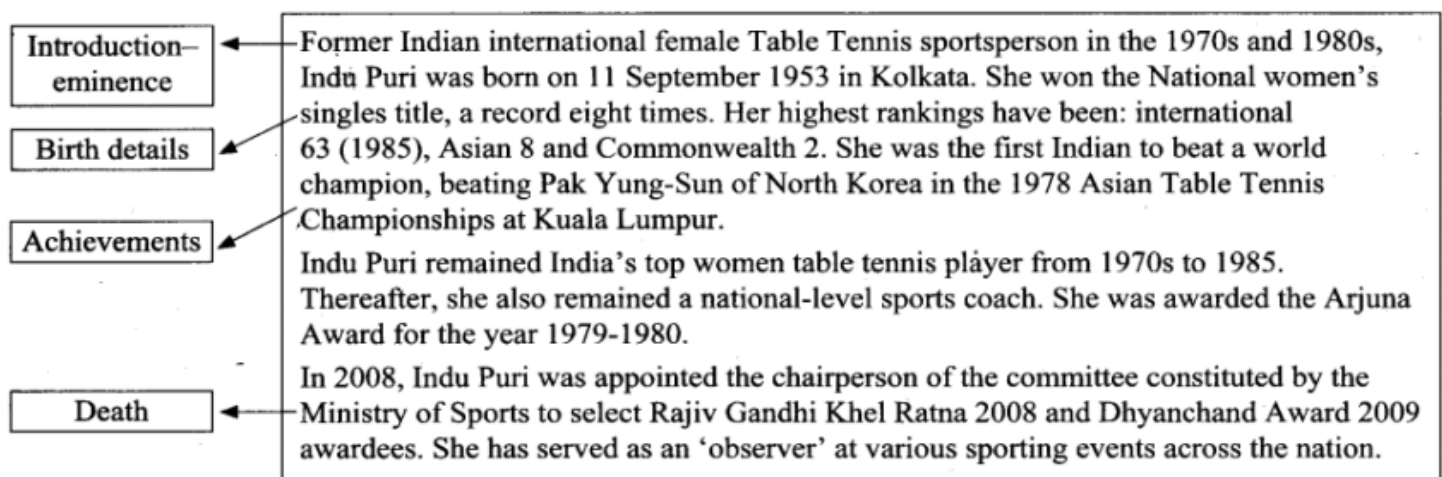 Introduction–
eminence
Birth details
Achievements
Death
Former Indian international female Table Tennis sportsperson in the 1970s and 1980s,
Indu Puri was born on 11 September 1953 in Kolkata. She won the National women's
singles title, a record eight times. Her highest rankings have been: international
63 (1985), Asian 8 and Commonwealth 2. She was the first Indian to beat a world
champion, beating Pak Yung-Sun of North Korea in the 1978 Asian Table Tennis
Championships at Kuala Lumpur.
Indu Puri remained India's top women table tennis player from 1970s to 1985.
Thereafter, she also remained a national-level sports coach. She was awarded the Arjuna
Award for the year 1979-1980.
In 2008, Indu Puri was appointed the chairperson of the committee constituted by the
Ministry of Sports to select Rajiv Gandhi Khel Ratna 2008 and Dhyanchand Award 2009
awardees. She has served as an 'observer' at various sporting events across the nation.